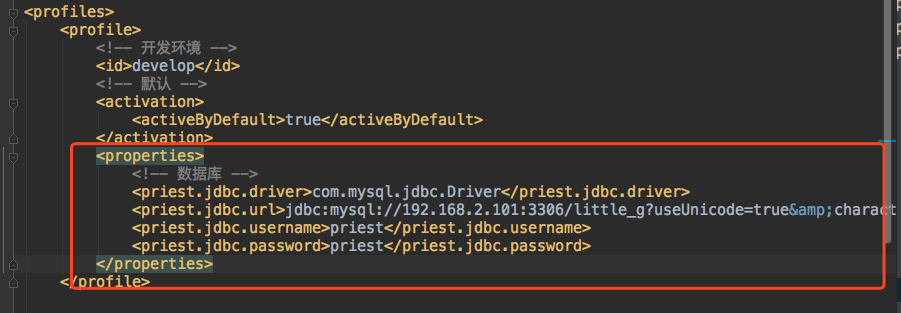 <profiles>
<profile>
<!-- 开发环境 -->
<id>develop</id>
<!-- 默认 -->
<activation>
<activeByDefault>true</activeByDefault>
</activation>
<properties>
<!-- 数据库 -->
<priest.jdbc.driver>com.mysql.jdbc.Driver</priest.jdbc.driver>
<priest.jdbc.url>jdbc:mysql://192.168.2.101:3306/little_g?useUnicode=true&amp;charact
<priest.jdbc.username>priest</priest.jdbc.username>
<priest.jdbc.password>priest</priest.jdbc.password>
</properties>
</profile>